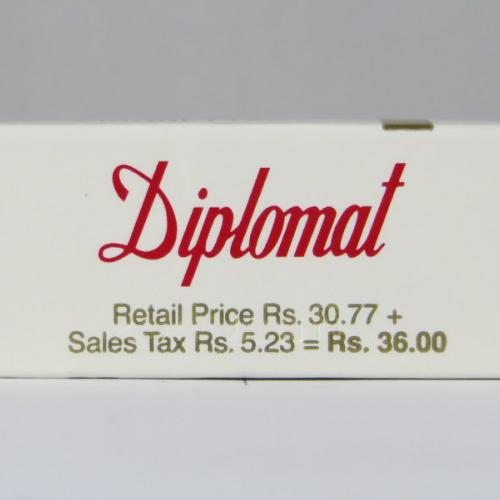 Diplomat
Retail Price Rs. 30.77 +
Sales Tax Rs. 5.23 = Rs. 36.00